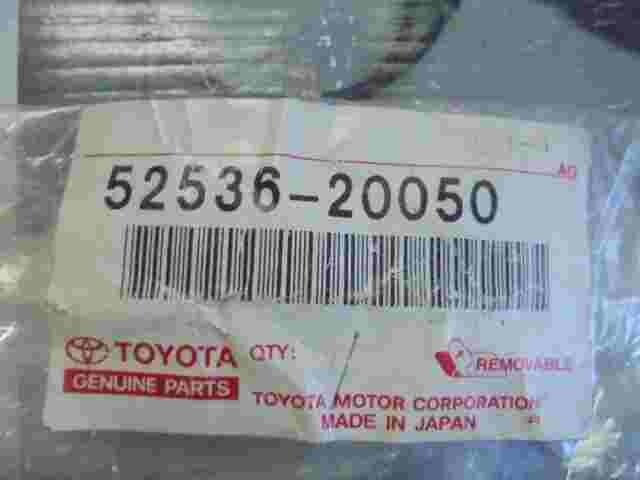 AD
52536-20050
TOYOTA QTY: REMOVABLE
GENUINE PARTS
TOYOTA MOTOR CORPORATION
MADE IN JAPAN